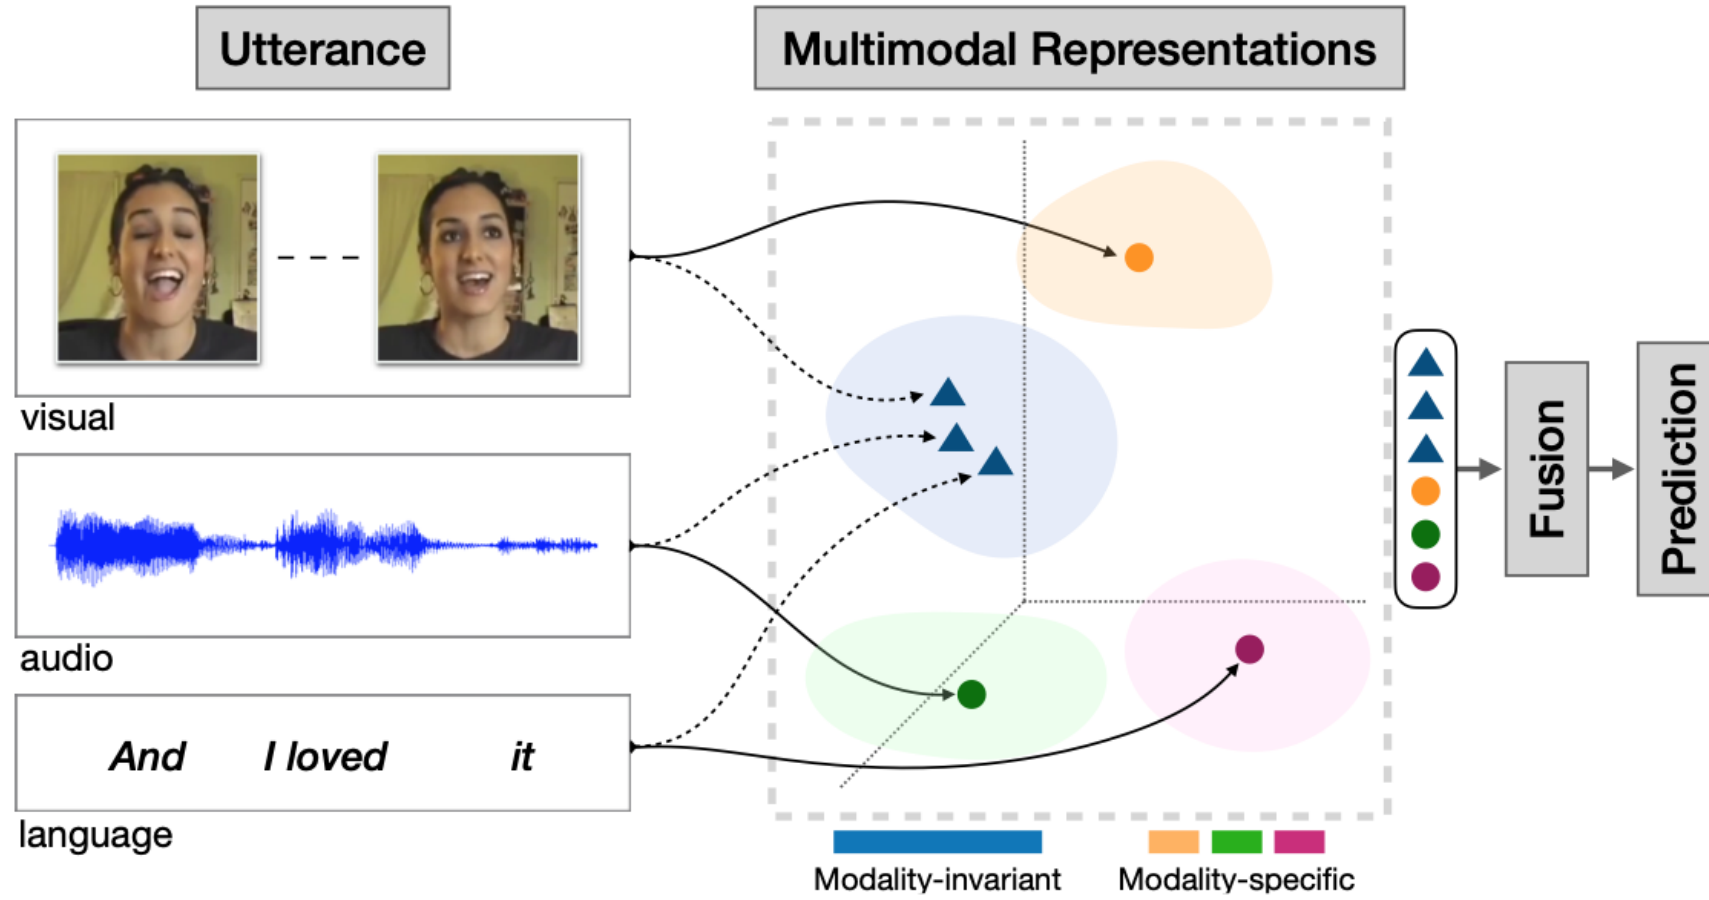 Utterance
Multimodal Representations
visual
audio
And I loved it
language
Modality-invariant
Modality-specific
Fusion
Prediction